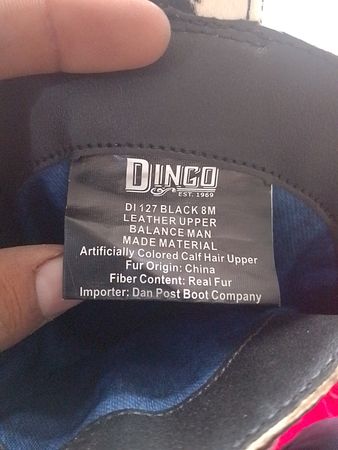 DINGO
EST. 1969
DI 127 BLACK 8M
LEATHER UPPER
BALANCE MAN
MADE MATERIAL
Artificially Colored Calf Hair Upper
Fur Origin: China
Fiber Content: Real Fur
Importer: Dan Post Boot Company